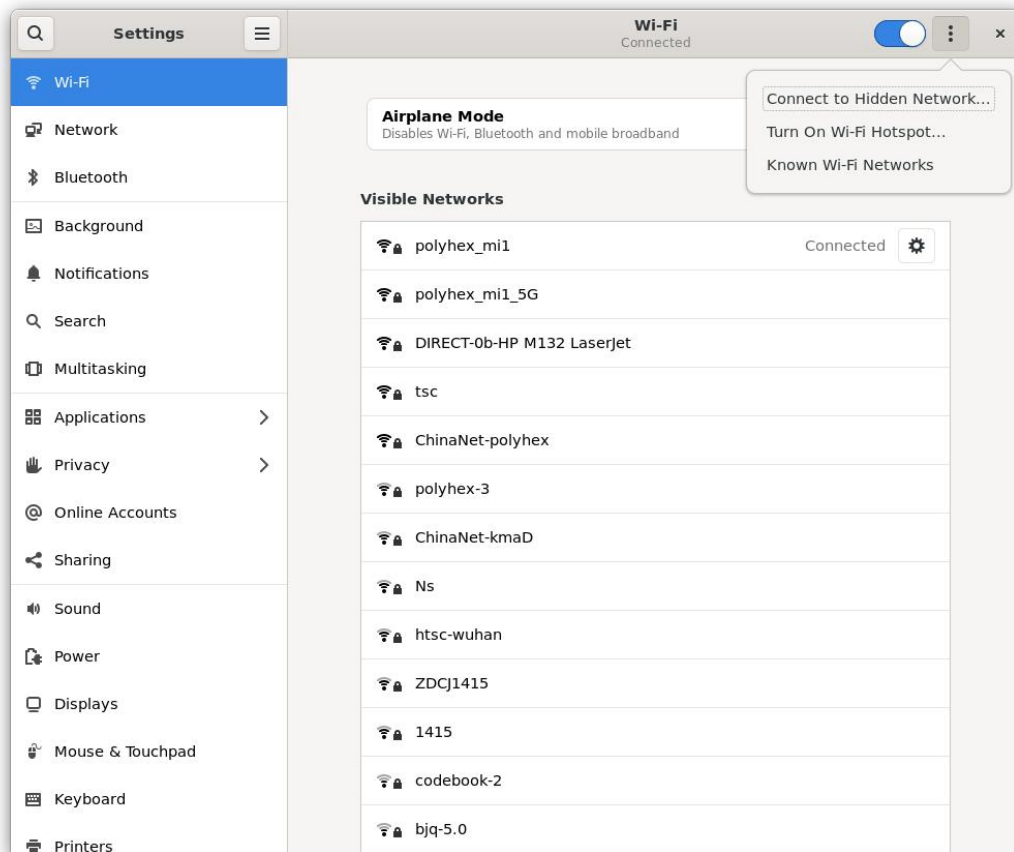 Settings
Wi-Fi
Connected
Wi-Fi
Network
Bluetooth
Background
Notifications
Search
Multitasking
Applications
Privacy
Online Accounts
Sharing
Sound
Power
Displays
Mouse & Touchpad
Keyboard
Printers
Connect to Hidden Network...
Turn On Wi-Fi Hotspot...
Known Wi-Fi Networks
Airplane Mode
Disables Wi-Fi, Bluetooth and mobile broadband
Visible Networks
polyhex_mi1 Connected
polyhex_mi1_5G
DIRECT-0b-HP M132 LaserJet
tsc
ChinaNet-polyhex
polyhex-3
ChinaNet-kmaD
Ns
htsc-wuhan
ZDCJ1415
1415
codebook-2
bjq-5.0